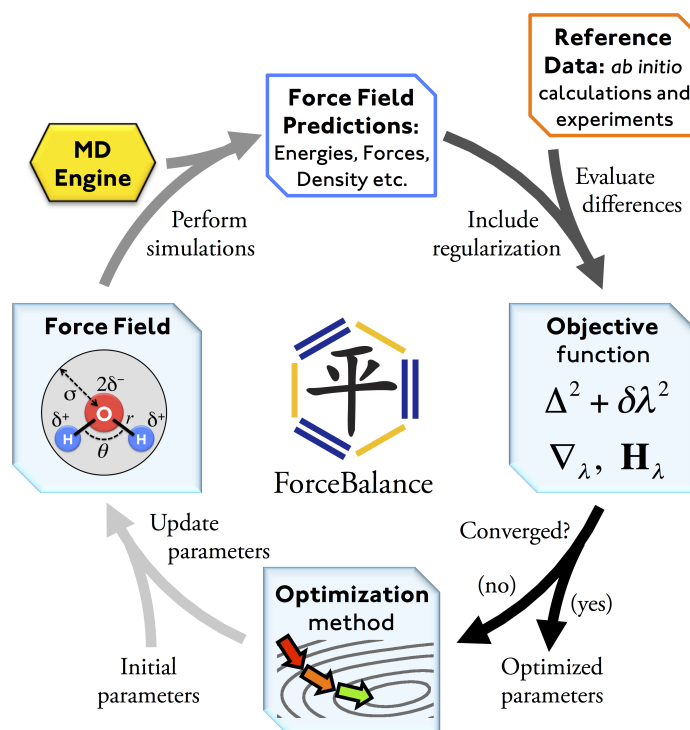 Reference
Data: ab initio
calculations and
experiments
Force Field
Predictions:
Energies, Forces,
Density etc.
MD
Engine
Evaluate
differences
Perform
simulations
Include
regularization
Force Field
σ
2δ⁻
δ⁺
δ⁺
O
r
H
H
θ
平
ForceBalance
Objective
function
Δ² + δλ²
∇λ, Hλ
Update
parameters
Converged?
(no)
(yes)
Optimization
method
Initial
parameters
Optimized
parameters